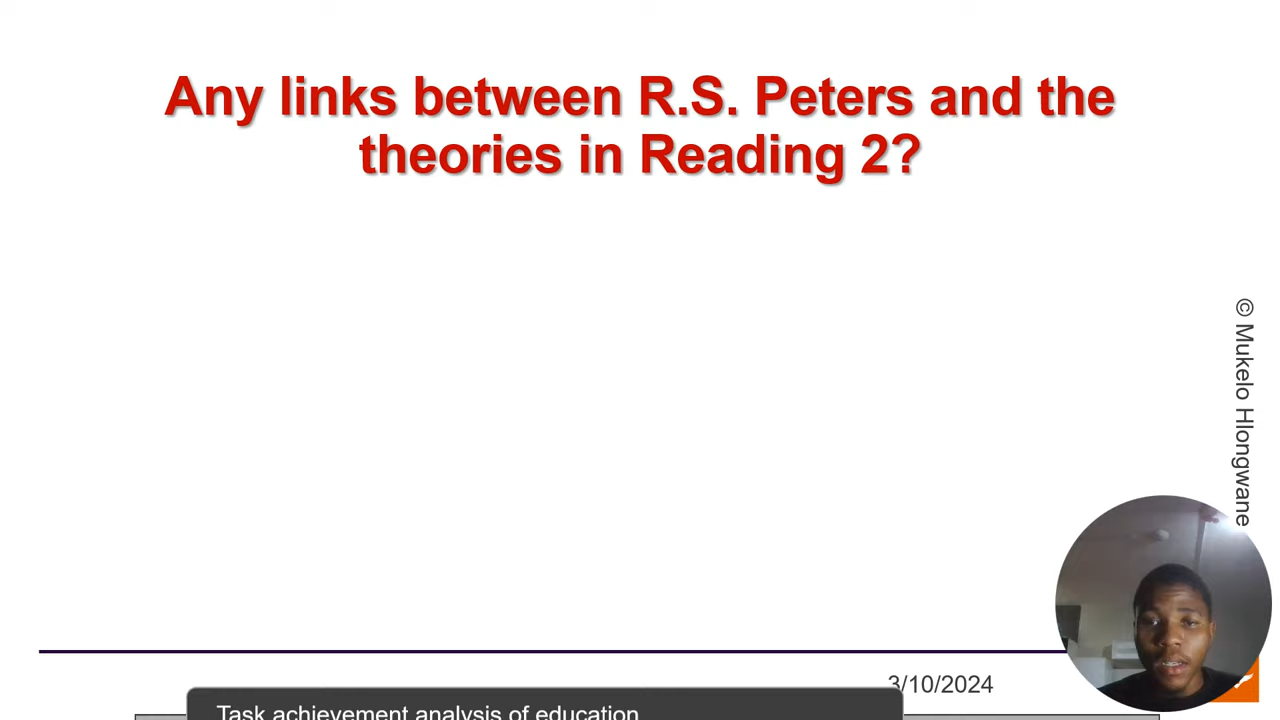 Any links between R.S. Peters and the
theories in Reading 2?
© Mukelo Hlongwane
3/10/2024
Task achievement analysis of education